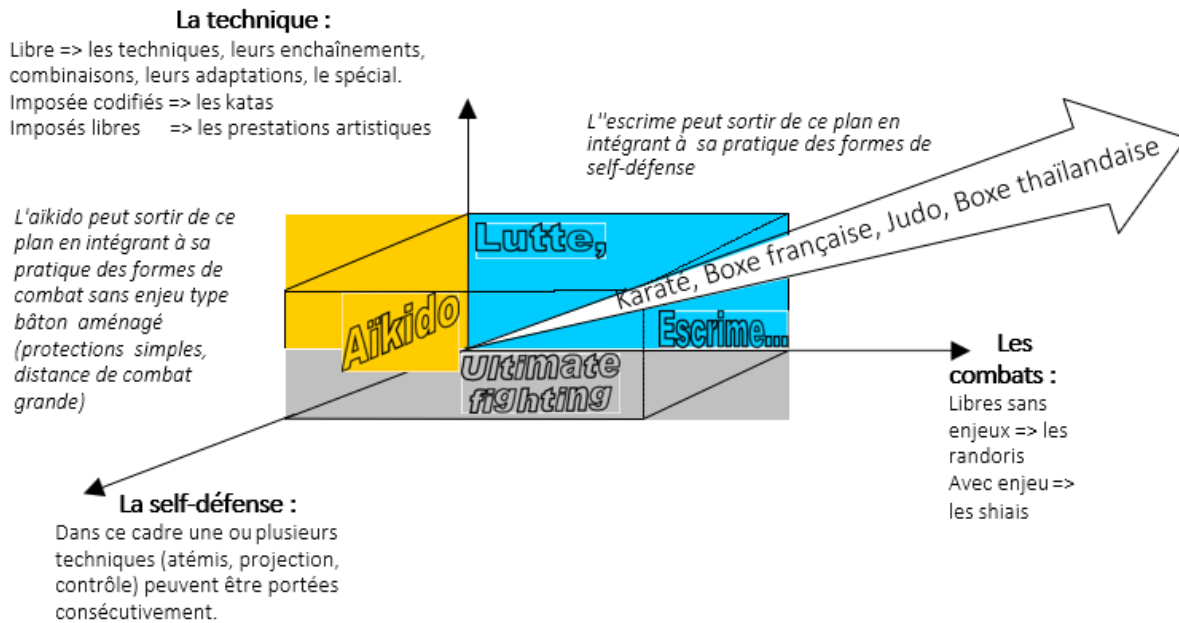 La technique :
Libre => les techniques, leurs enchaînements,
combinaisons, leurs adaptations, le spécial.
Imposée codifiés => les katas
Imposés libres => les prestations artistiques
L''escrime peut sortir de ce plan en
intégrant à sa pratique des formes de
self-défense
L'aïkido peut sortir de ce
plan en intégrant à sa
pratique des formes de
combat sans enjeu type
bâton aménagé
(protections simples,
distance de combat
grande)
Lutte,
Karaté, Boxe française, Judo, Boxe thaïlandaise
Aïkido
Escrime...
Ultimate
fighting
Les
combats :
Libres sans
enjeux => les
randoris
Avec enjeu =>
les shiais
La self-défense :
Dans ce cadre une ou plusieurs
techniques (atémis, projection,
contrôle) peuvent être portées
consécutivement.